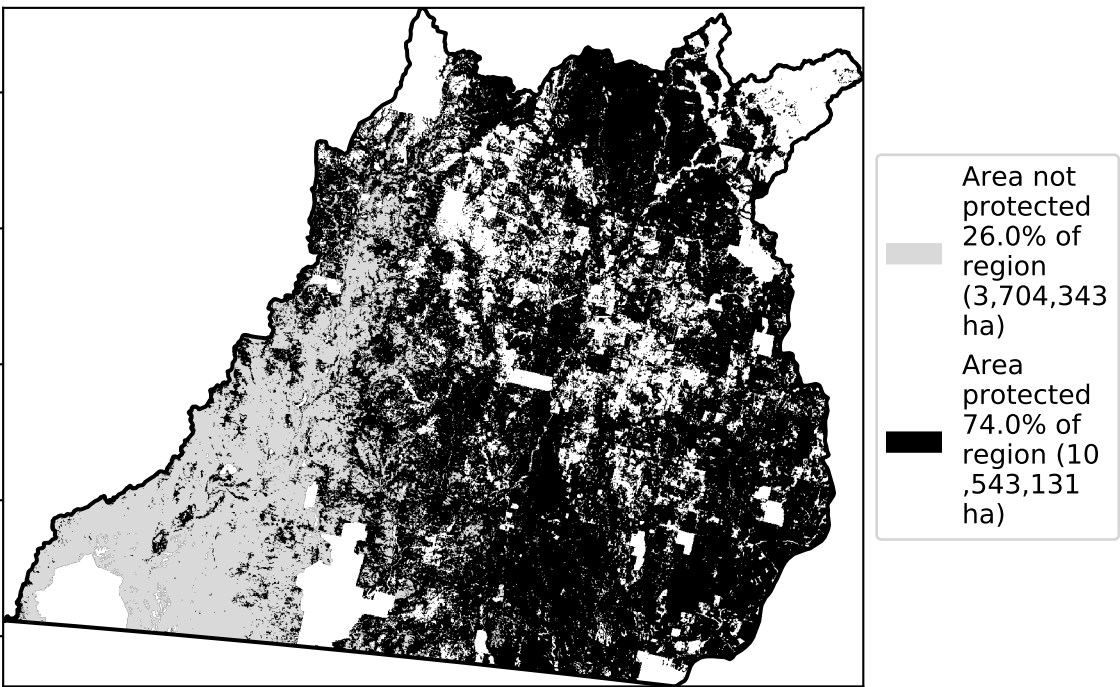 Area not
protected
26.0% of
region
(3,704,343
ha)
Area
protected
74.0% of
region (10
,543,131
ha)